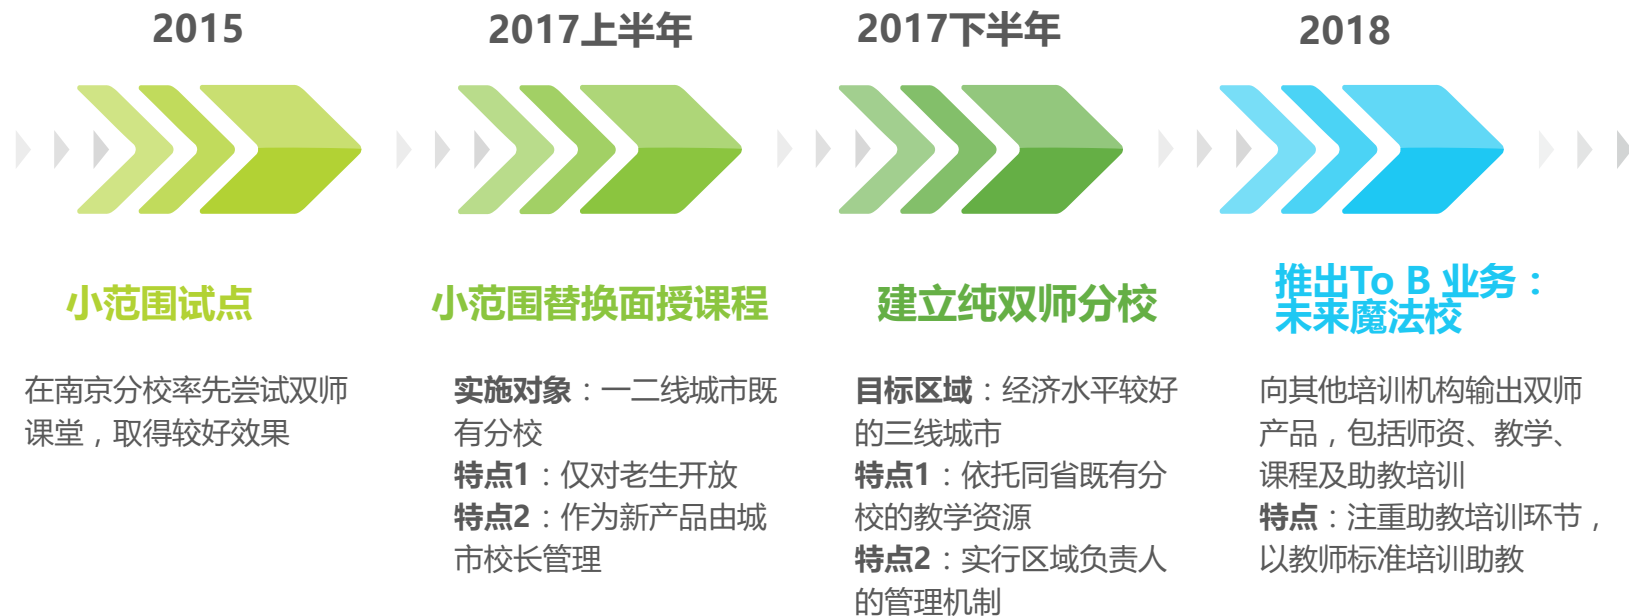 2015
2017上半年
2017下半年
2018
小范围试点
小范围替换面授课程
建立纯双师分校
推出To B 业务：
未来魔法校
在南京分校率先尝试双师
课堂，取得较好效果
实施对象：一二线城市既
有分校
特点1：仅对老生开放
特点2：作为新产品由城
市校长管理
目标区域：经济水平较好
的三线城市
特点1：依托同省既有分
校的教学资源
特点2：实行区域负责人
的管理机制
向其他培训机构输出双师
产品，包括师资、教学、
课程及助教培训
特点：注重助教培训环节，
以教师标准培训助教